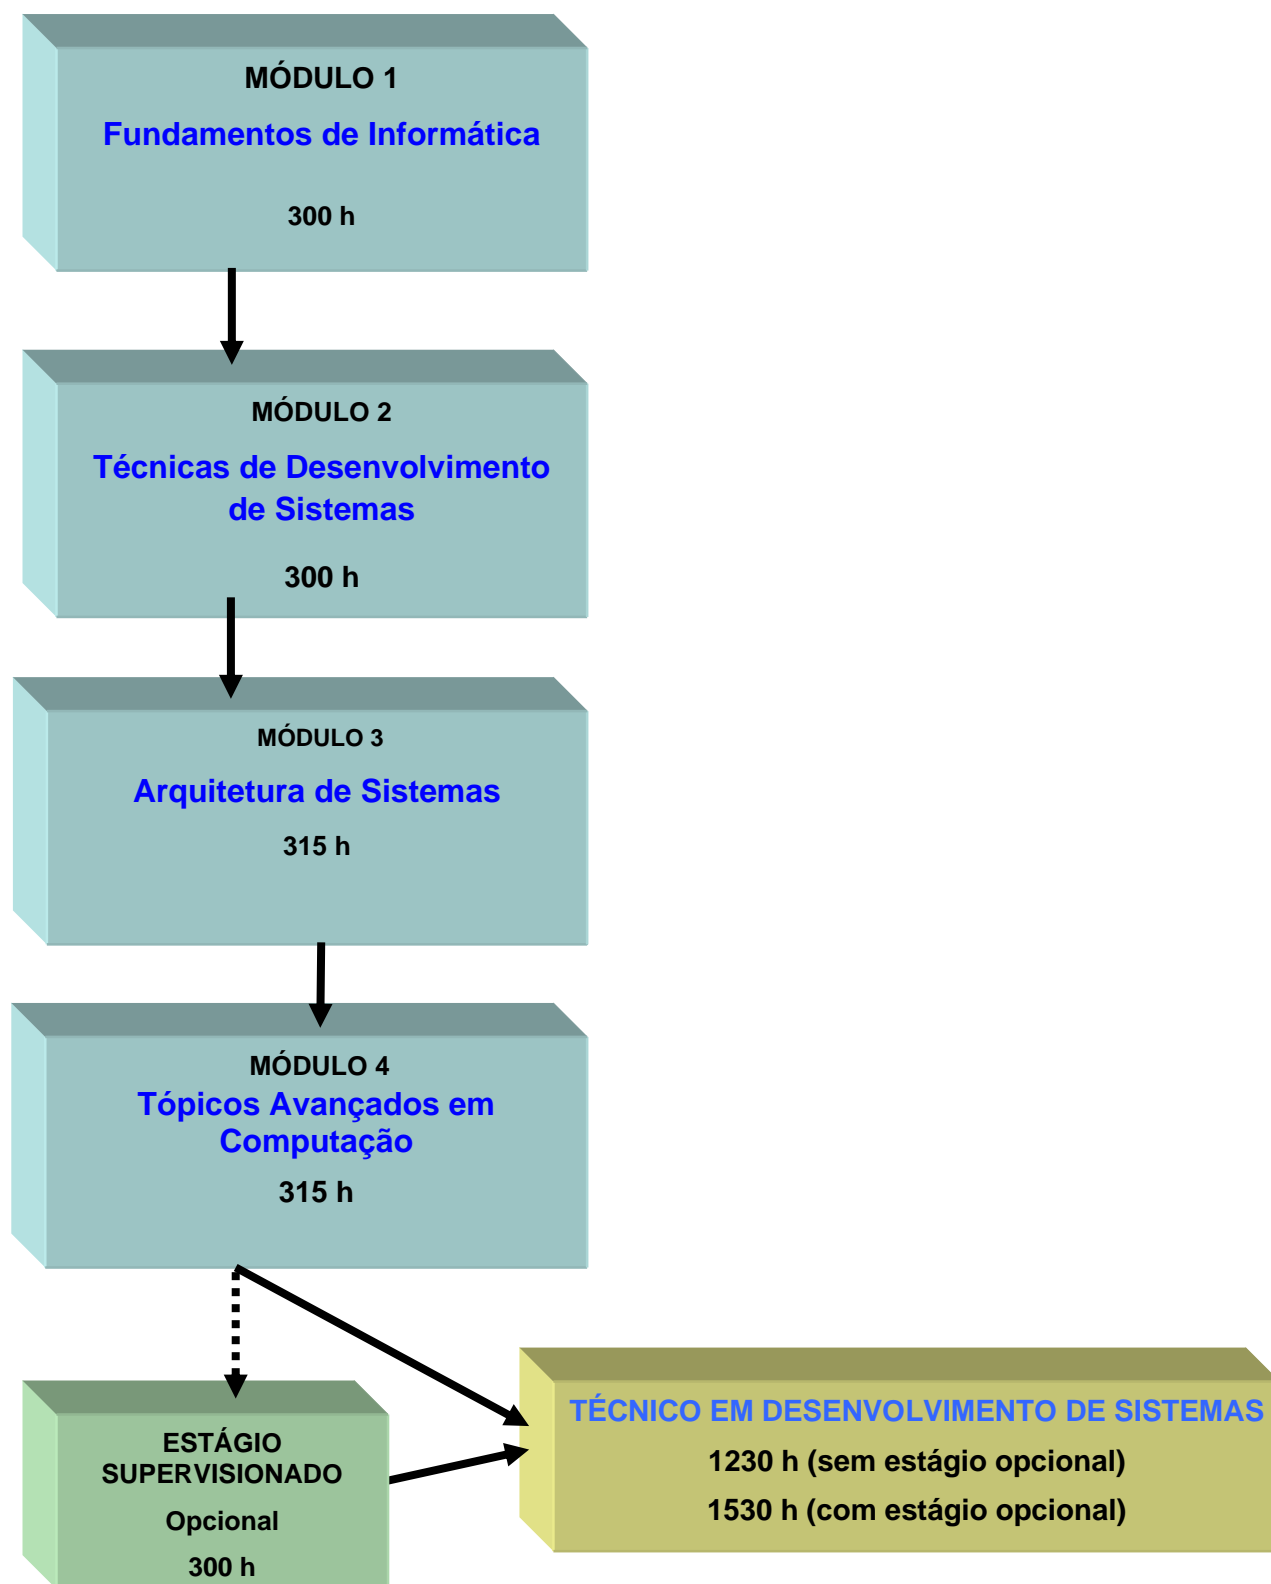 MÓDULO 1
Fundamentos de Informática
300 h
MÓDULO 2
Técnicas de Desenvolvimento
de Sistemas
300 h
MÓDULO 3
Arquitetura de Sistemas
315 h
MÓDULO 4
Tópicos Avançados em
Computação
315 h
ESTÁGIO
SUPERVISIONADO
Opcional
300 h
TÉCNICO EM DESENVOLVIMENTO DE SISTEMAS
1230 h (sem estágio opcional)
1530 h (com estágio opcional)